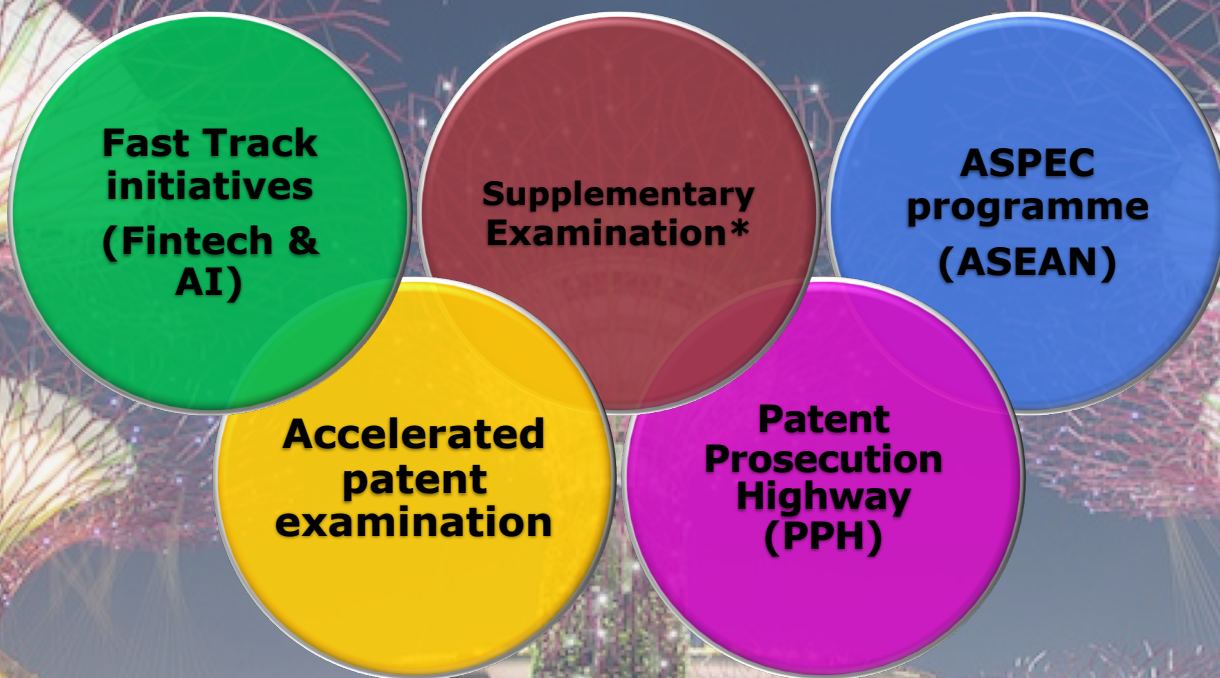 Fast Track
initiatives
(Fintech &
AI)
Supplementary
Examination*
ASPEC
programme
(ASEAN)
Accelerated
patent
examination
Patent
Prosecution
Highway
(PPH)